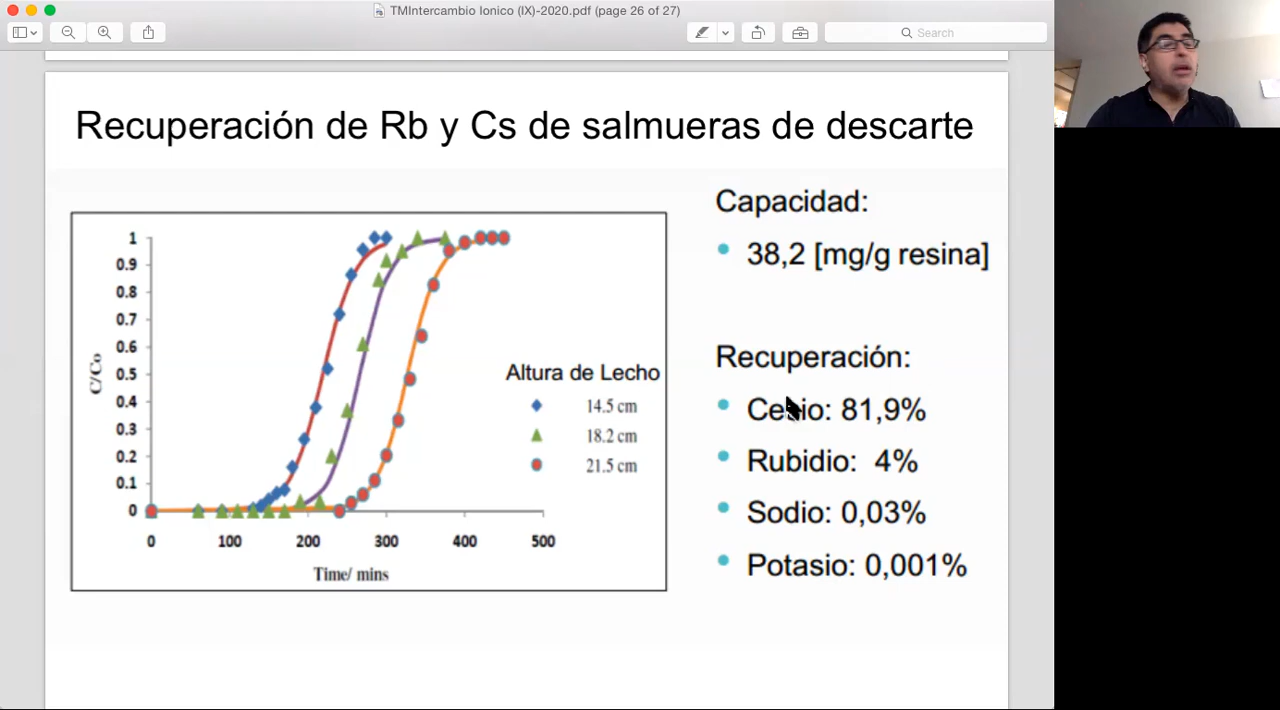 TMIntercambio Ionico (IX)-2020.pdf (page 26 of 27)
Search
Recuperación de Rb y Cs de salmueras de descarte
1
0.9
0.8
0.7
0.6
0.5
0.4
0.3
0.2
0.1
0
C/Co
0 100 200 300 400 500
Time/ mins
Altura de Lecho
14.5 cm
18.2 cm
21.5 cm
Capacidad:
38,2 [mg/g resina]
Recuperación:
Cesio: 81,9%
Rubidio: 4%
Sodio: 0,03%
Potasio: 0,001%